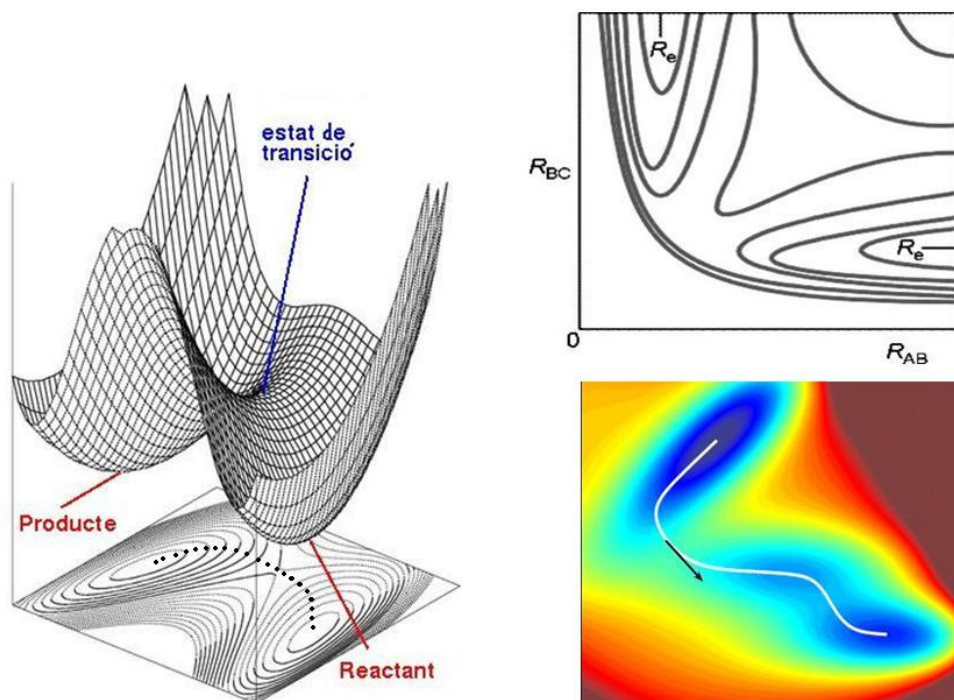 estat de
transició
Producte
Reactant
Re
RBC
Re
0
RAB